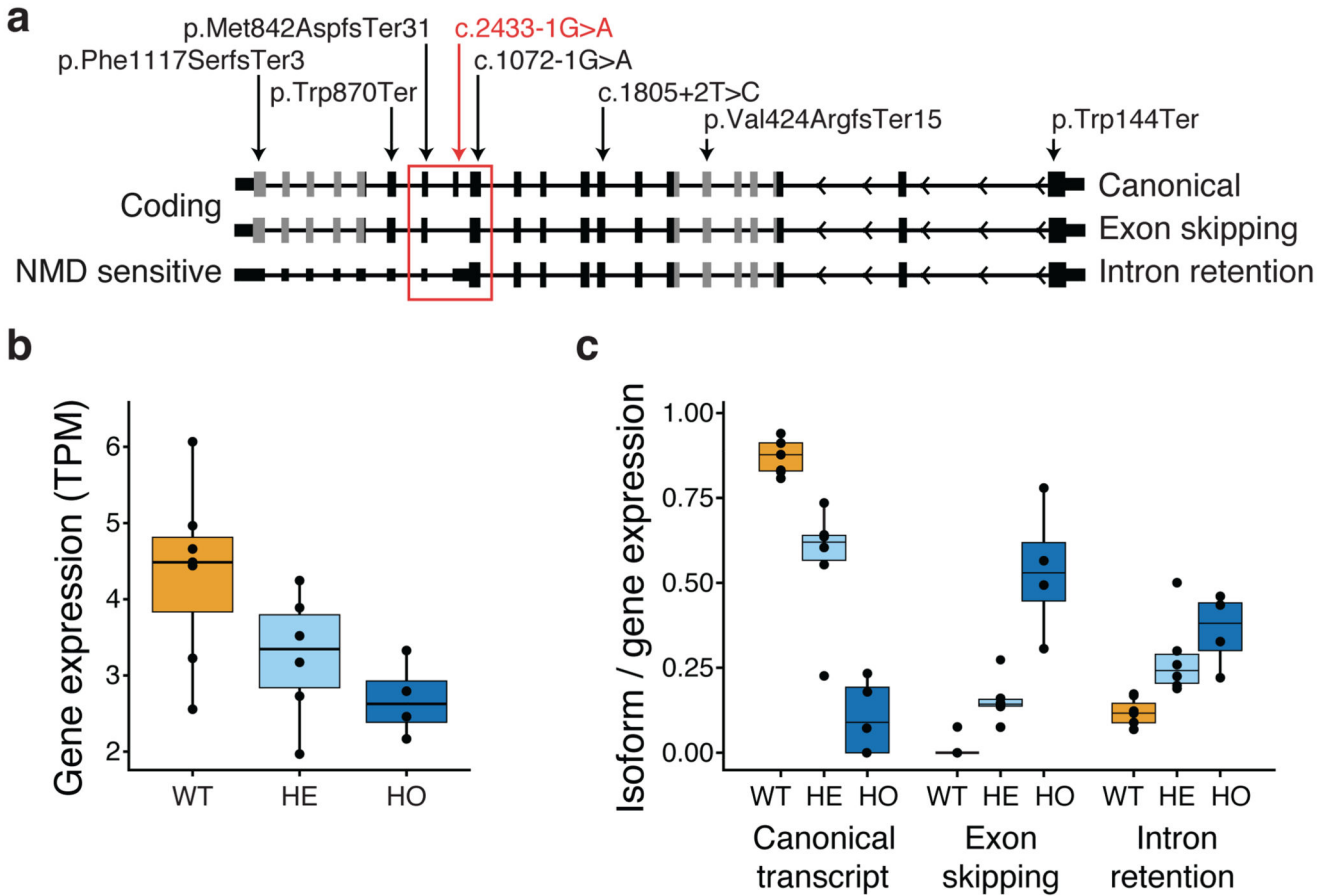 a
p.Met842AspfsTer31 c.2433-1G>A
p.Phe1117SerfsTer3 c.1072-1G>A
p.Trp870Ter c.1805+2T>C
p.Val424ArgfsTer15 p.Trp144Ter
Coding Canonical
Exon skipping
NMD sensitive Intron retention
b
Gene expression (TPM)
6
5
4
3
2
WT HE HO
c
Isoform / gene expression
1.00
0.75
0.50
0.25
0.00
WT HE HO WT HE HO WT HE HO
Canonical transcript
Exon skipping
Intron retention